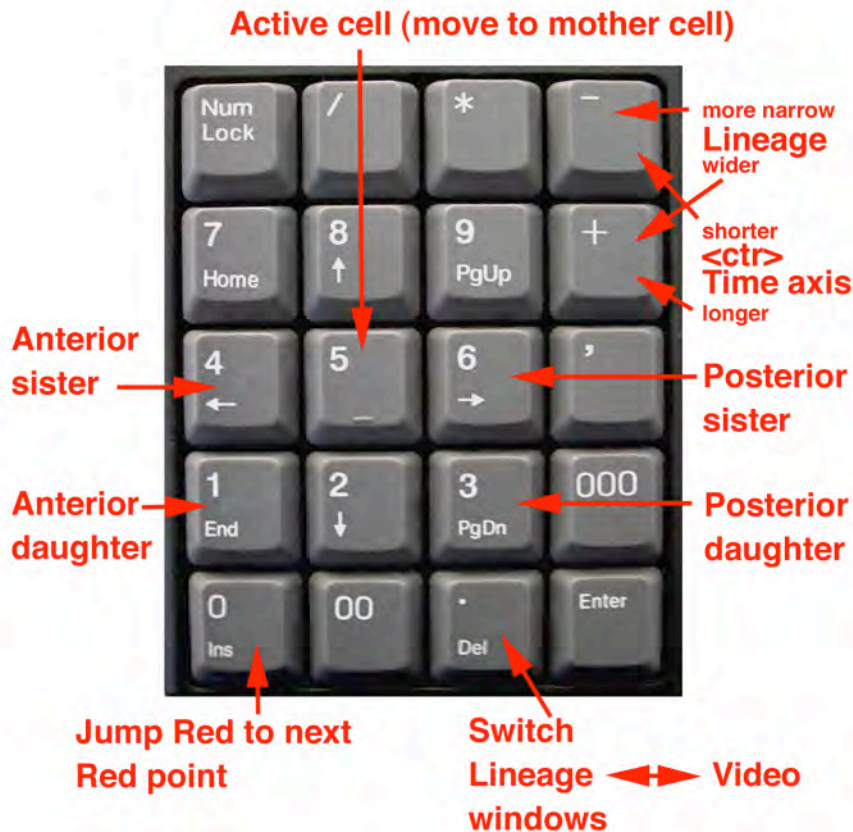 Active cell (move to mother cell)
Num
Lock
/
*
−
more narrow
Lineage
wider
7
Home
8
↑
9
PgUp
+
shorter
<ctr>
Time axis
longer
Anterior
sister
4
←
5
_
6
→
,
Posterior
sister
Anterior
daughter
1
End
2
↓
3
PgDn
000
Posterior
daughter
0
Ins
00
.
Del
Enter
Jump Red to next
Red point
Switch
Lineage
windows
Video